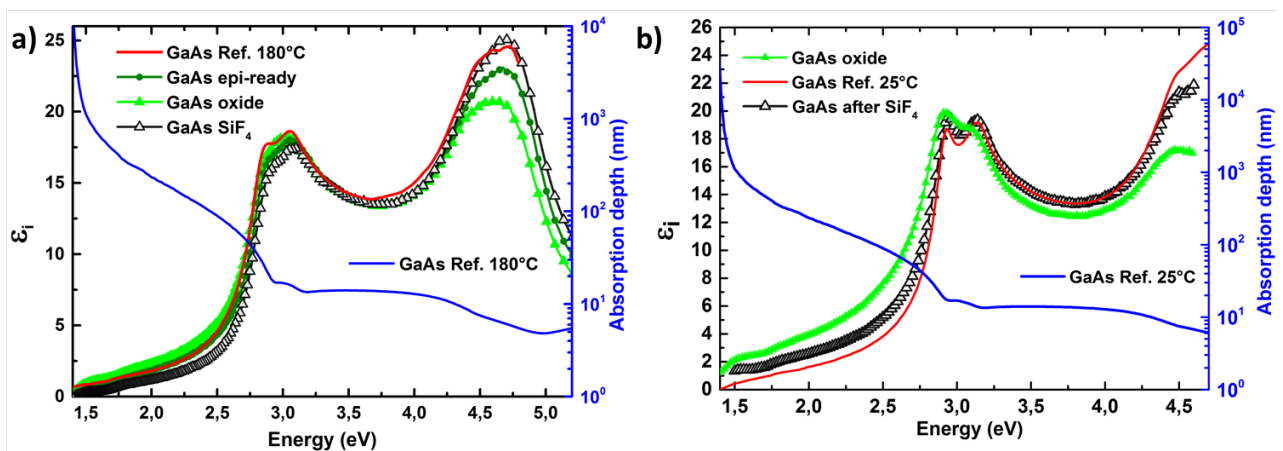 a)
GaAs Ref. 180°C
GaAs epi-ready
GaAs oxide
GaAs SiF4
GaAs Ref. 180°C
εi
25
20
15
10
5
0
1,5 2,0 2,5 3,0 3,5 4,0 4,5 5,0
Energy (eV)
10^4
10^3
10^2
10^1
10^0
Absorption depth (nm)
b)
GaAs oxide
GaAs Ref. 25°C
GaAs after SiF4
GaAs Ref. 25°C
εi
26
24
22
20
18
16
14
12
10
8
6
4
2
0
1,5 2,0 2,5 3,0 3,5 4,0 4,5
Energy (eV)
10^5
10^4
10^3
10^2
10^1
10^0
Absorption depth (nm)